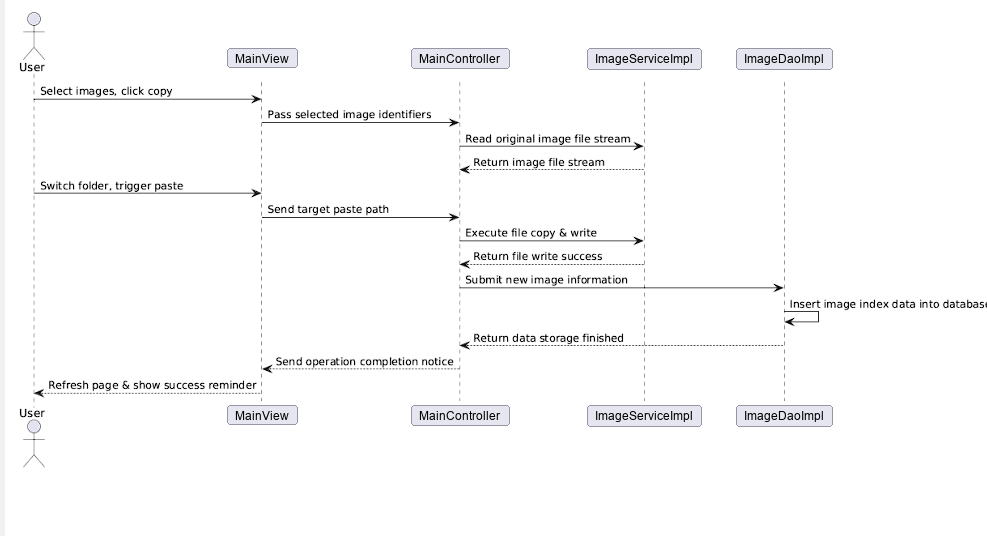 User
MainView
MainController
ImageServiceImpl
ImageDaoImpl
Select images, click copy
Pass selected image identifiers
Read original image file stream
Return image file stream
Switch folder, trigger paste
Send target paste path
Execute file copy & write
Return file write success
Submit new image information
Insert image index data into database
Return data storage finished
Send operation completion notice
Refresh page & show success reminder
User
MainView
MainController
ImageServiceImpl
ImageDaoImpl